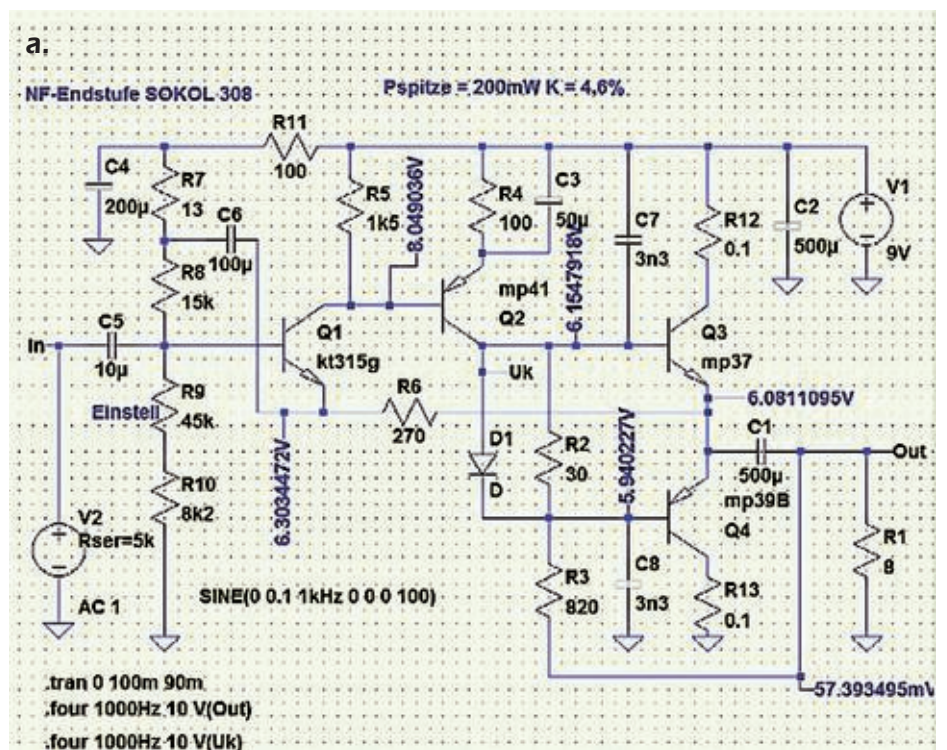 a.
NF-Endstufe SOKOL 308
Pspitze = 200mW K = 4,6%
R11
100
C4
200µ
R7
13
C6
100µ
R5
1k5
8.049036V
R4
100
C3
50µ
6.1547918V
C7
3n3
R12
0.1
C2
500µ
V1
9V
R8
15k
mp41
Q2
C5
In
10µ
Q1
kt315g
Q3
mp37
Uk
R9
Einstell
45k
R6
270
6.0811095V
6.3034472V
D1
D
R2
30
5.940227V
C1
500µ
Out
R10
8k2
mp39B
Q4
R1
8
V2
Rser=5k
AC 1
R3
820
C8
3n3
R13
0.1
SINE(0 0.1 1kHz 0 0 0 100)
57.393495mV
.tran 0 100m 90m
.four 1000Hz 10 V(Out)
.four 1000Hz 10 V(Uk)